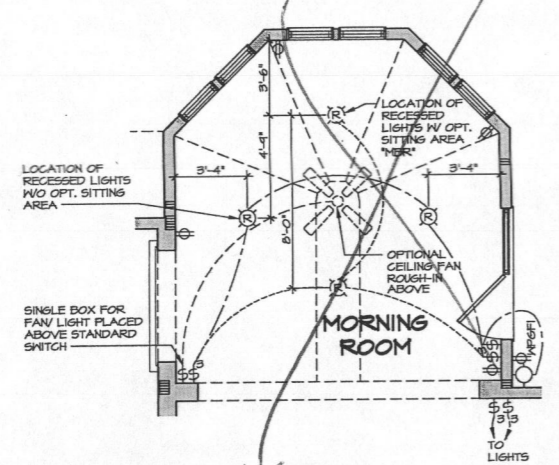 3'-6"
4'-4"
8'-0"
3'-4"
3'-4"
R
R
R
R
LOCATION OF
RECESSED
LIGHTS W/ OPT.
SITTING AREA
"MBR"
LOCATION OF
RECESSED LIGHTS
W/O OPT. SITTING
AREA
OPTIONAL
CEILING FAN
ROUGH-IN
ABOVE
SINGLE BOX FOR
FAN/ LIGHT PLACED
ABOVE STANDARD
SWITCH
MORNING
ROOM
WPGFI
$$3
$$
3 3
TO
LIGHTS